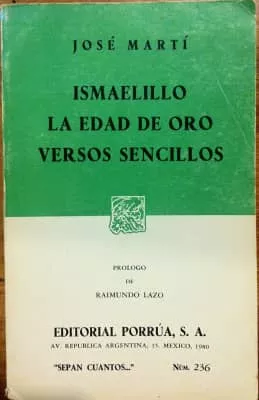 JOSÉ MARTÍ
ISMAELILLO
LA EDAD DE ORO
VERSOS SENCILLOS
PROLOGO
DE
RAIMUNDO LAZO
EDITORIAL PORRÚA, S. A.
AV. REPUBLICA ARGENTINA, 15. MEXICO, 1980
"SEPAN CUANTOS..." NÚM. 236